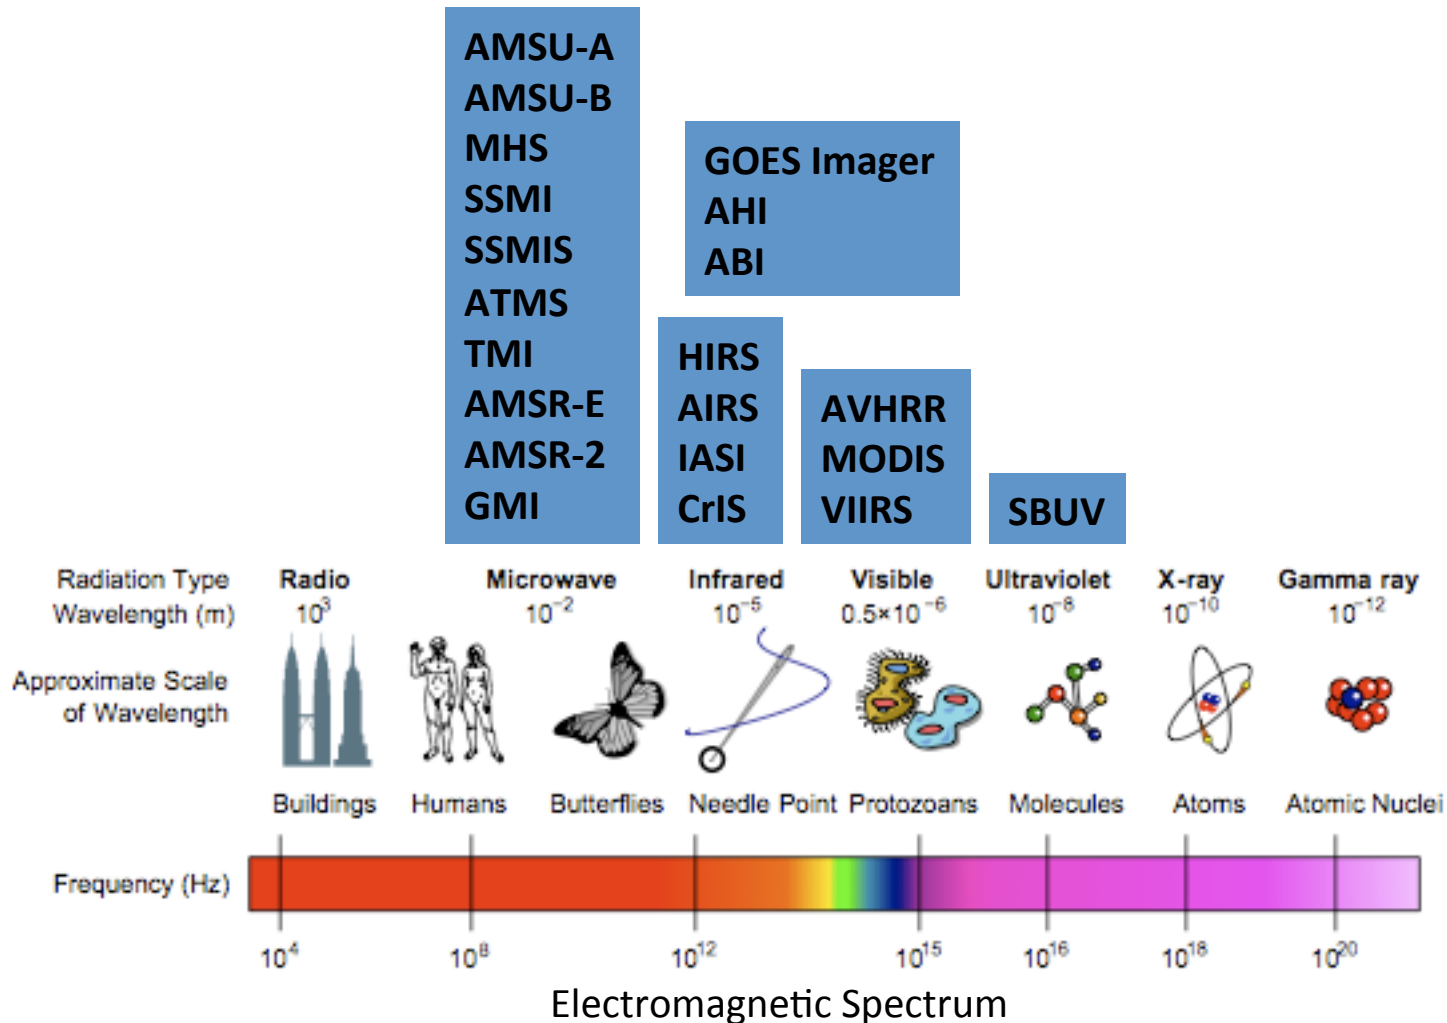 AMSU-A
AMSU-B
MHS
SSMI
SSMIS
ATMS
TMI
AMSR-E
AMSR-2
GMI
GOES Imager
AHI
ABI
HIRS
AIRS
IASI
CrIS
AVHRR
MODIS
VIIRS
SBUV
Radiation Type Radio Microwave Infrared Visible Ultraviolet X-ray Gamma ray
Wavelength (m) 10³ 10⁻² 10⁻⁵ 0.5×10⁻⁶ 10⁻⁸ 10⁻¹⁰ 10⁻¹²
Approximate Scale
of Wavelength
Buildings Humans Butterflies Needle Point Protozoans Molecules Atoms Atomic Nuclei
Frequency (Hz)
10⁴ 10⁸ 10¹² 10¹⁵ 10¹⁶ 10¹⁸ 10²⁰
Electromagnetic Spectrum